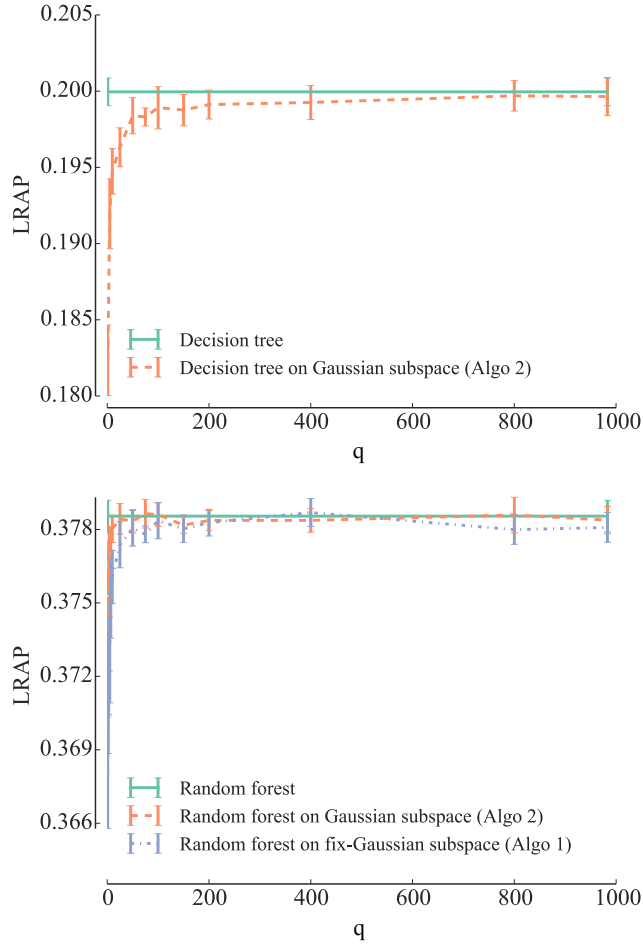 0.205
0.200
0.195
0.190
0.185
0.180
LRAP
Decision tree
Decision tree on Gaussian subspace (Algo 2)
0 200 400 600 800 1000
q
0.378
0.375
0.372
0.369
0.366
LRAP
Random forest
Random forest on Gaussian subspace (Algo 2)
Random forest on fix-Gaussian subspace (Algo 1)
0 200 400 600 800 1000
q